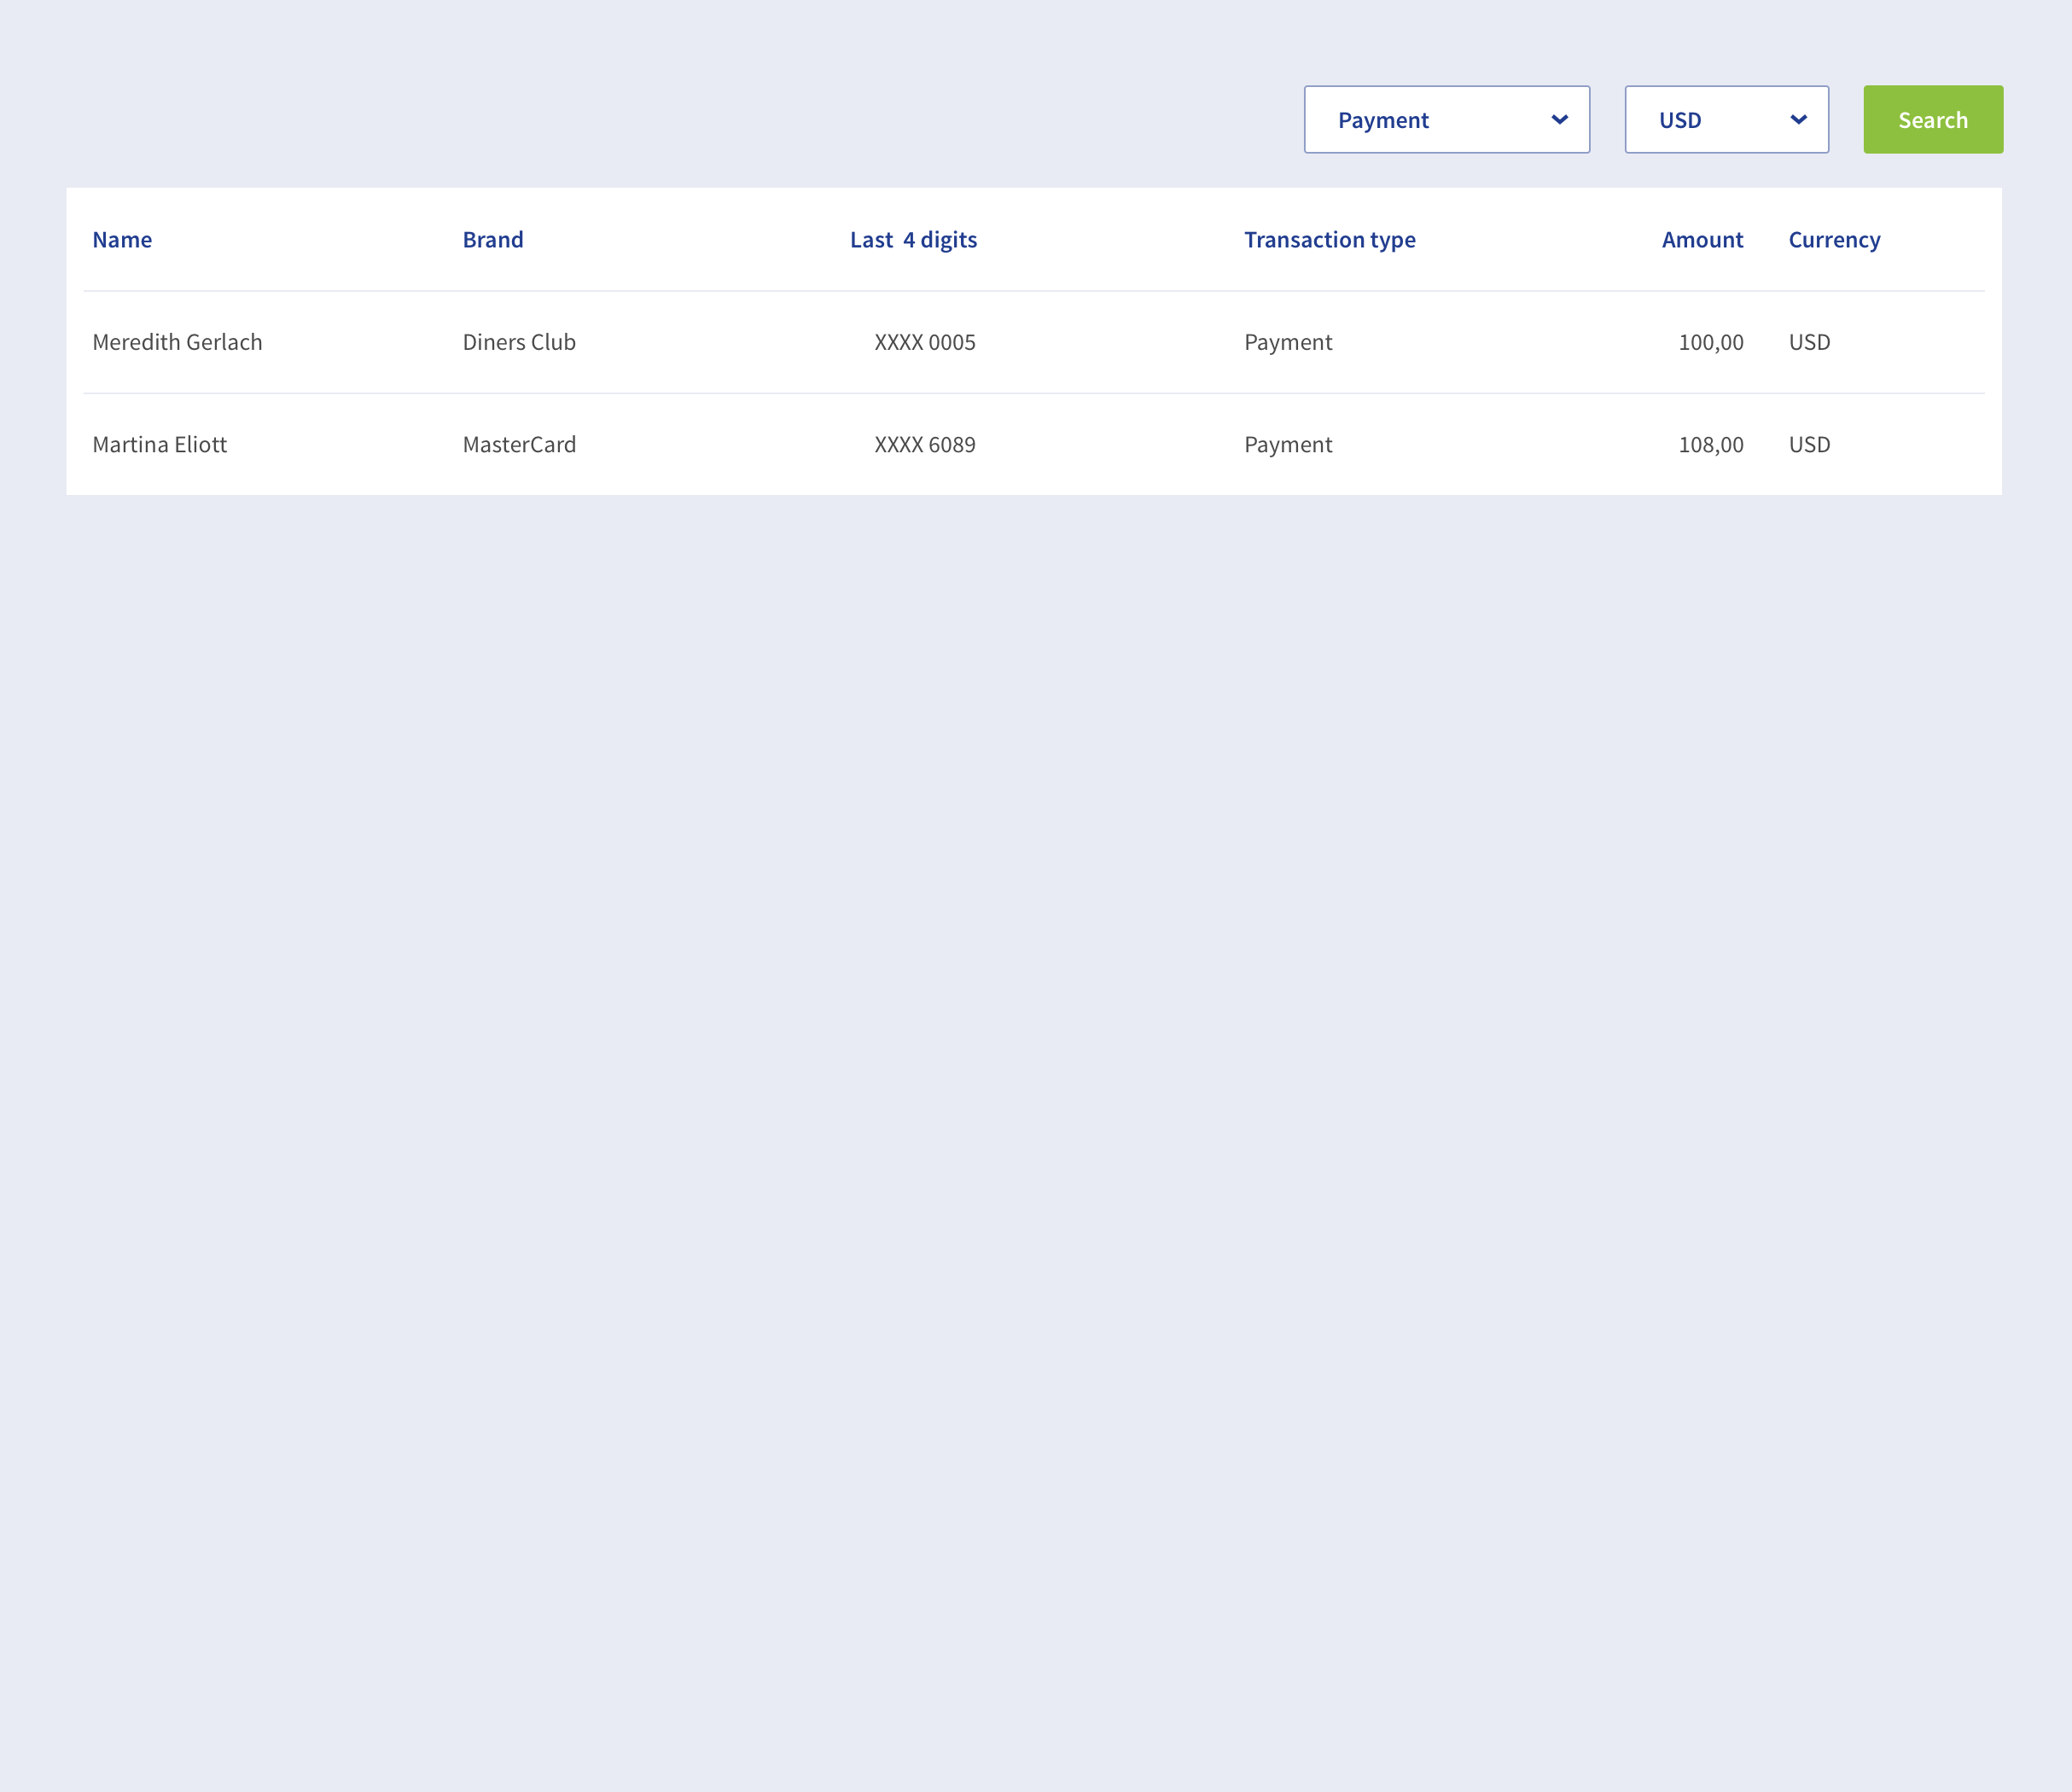 Payment USD Search
Name Brand Last 4 digits Transaction type Amount Currency
Meredith Gerlach Diners Club XXXX 0005 Payment 100,00 USD
Martina Eliott MasterCard XXXX 6089 Payment 108,00 USD